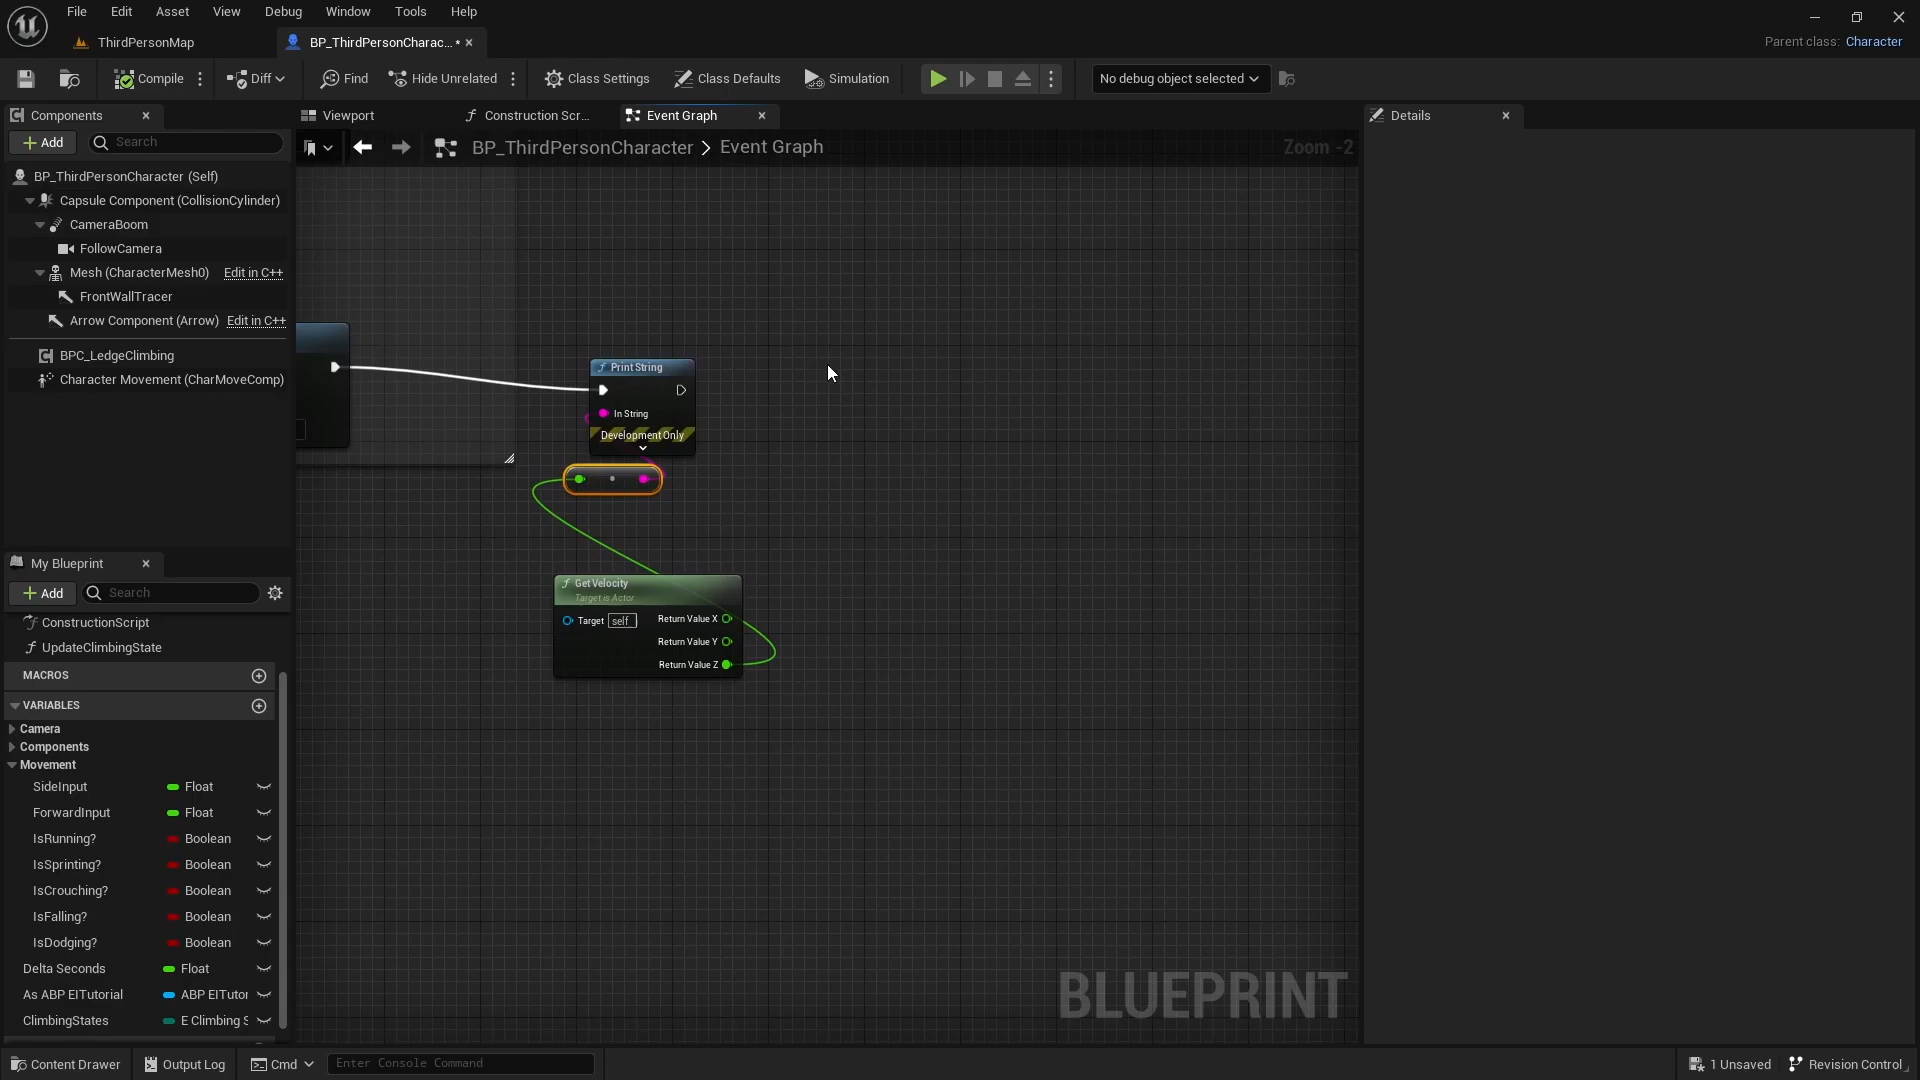 File Edit Asset View Debug Window Tools Help
ThirdPersonMap
BP_ThirdPersonCharac... *
Parent class: Character
Compile
Diff
Find
Hide Unrelated
Class Settings
Class Defaults
Simulation
No debug object selected
Components
Viewport
Construction Scr...
Event Graph
Details
Add
Search
BP_ThirdPersonCharacter > Event Graph
Zoom -2
BP_ThirdPersonCharacter (Self)
Capsule Component (CollisionCylinder)
CameraBoom
FollowCamera
Mesh (CharacterMesh0) Edit in C++
FrontWallTracer
Arrow Component (Arrow) Edit in C++
BPC_LedgeClimbing
Character Movement (CharMoveComp)
Print String
In String
Development Only
Get Velocity
Target is Actor
Target self
Return Value X
Return Value Y
Return Value Z
My Blueprint
Add
Search
ConstructionScript
UpdateClimbingState
MACROS
VARIABLES
Camera
Components
Movement
SideInput Float
ForwardInput Float
IsRunning? Boolean
IsSprinting? Boolean
IsCrouching? Boolean
IsFalling? Boolean
IsDodging? Boolean
Delta Seconds Float
As ABP EITutorial ABP EITutor
ClimbingStates E Climbing S
BLUEPRINT
Content Drawer
Output Log
Cmd
Enter Console Command
1 Unsaved
Revision Control